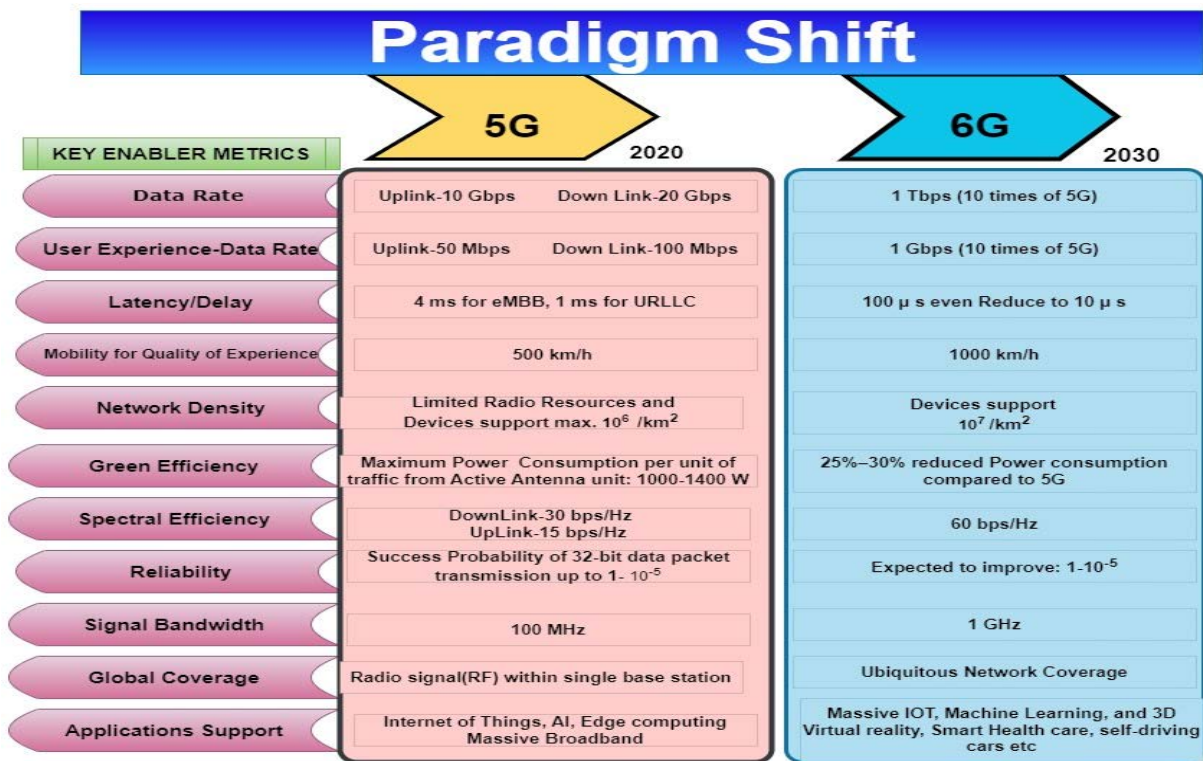 Paradigm Shift
5G
2020
6G
2030
KEY ENABLER METRICS
Data Rate
Uplink-10 Gbps Down Link-20 Gbps
1 Tbps (10 times of 5G)
User Experience-Data Rate
Uplink-50 Mbps Down Link-100 Mbps
1 Gbps (10 times of 5G)
Latency/Delay
4 ms for eMBB, 1 ms for URLLC
100 μ s even Reduce to 10 μ s
Mobility for Quality of Experience
500 km/h
1000 km/h
Network Density
Limited Radio Resources and
Devices support max. 10⁶ /km²
Devices support
10⁷ /km²
Green Efficiency
Maximum Power Consumption per unit of
traffic from Active Antenna unit: 1000-1400 W
25%–30% reduced Power consumption
compared to 5G
Spectral Efficiency
DownLink-30 bps/Hz
UpLink-15 bps/Hz
60 bps/Hz
Reliability
Success Probability of 32-bit data packet
transmission up to 1- 10⁻⁵
Expected to improve: 1-10⁻⁵
Signal Bandwidth
100 MHz
1 GHz
Global Coverage
Radio signal(RF) within single base station
Ubiquitous Network Coverage
Applications Support
Internet of Things, AI, Edge computing
Massive Broadband
Massive IOT, Machine Learning, and 3D
Virtual reality, Smart Health care, self-driving
cars etc